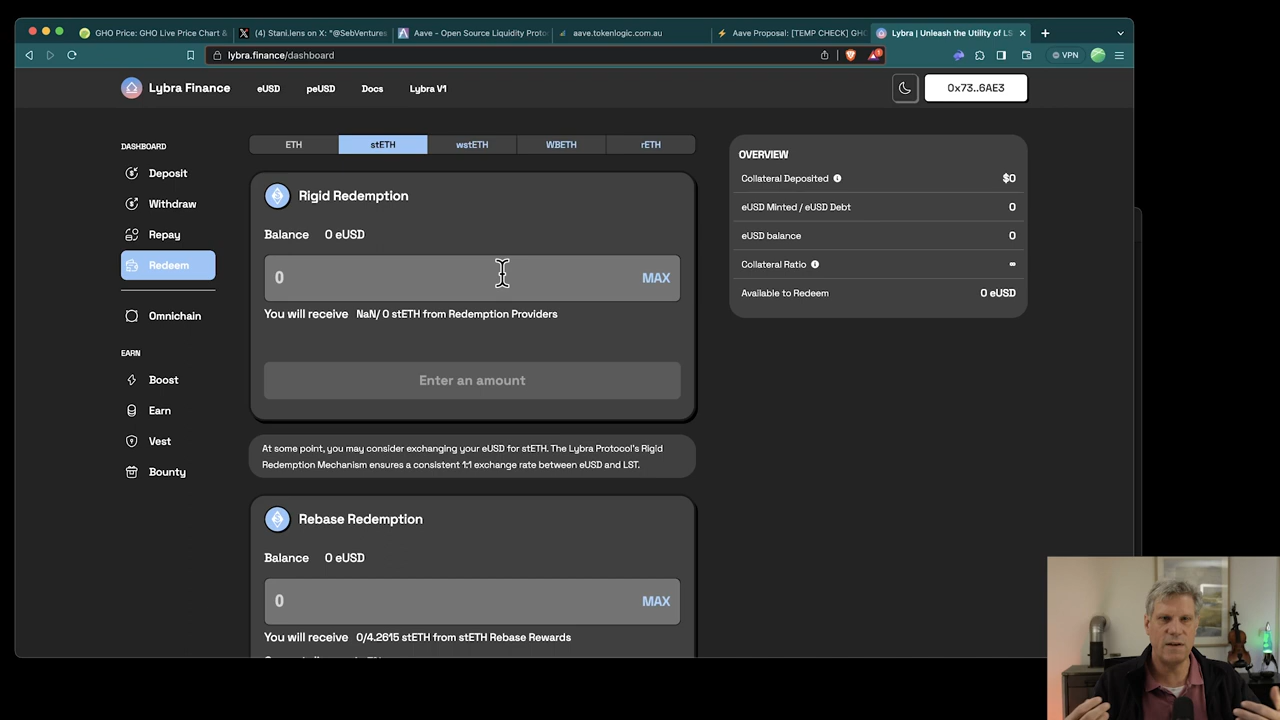 GHO Price: GHO Live Price Chart &
(4) Stani.lens on X: "@SebVentures
Aave - Open Source Liquidity Proto
aave.tokenlogic.com.au
Aave Proposal: [TEMP CHECK] GH
Lybra | Unleash the Utility of LS
lybra.finance/dashboard
VPN
Lybra Finance
eUSD
peUSD
Docs
Lybra V1
0x73..6AE3
DASHBOARD
Deposit
Withdraw
Repay
Redeem
Omnichain
EARN
Boost
Earn
Vest
Bounty
ETH
stETH
wstETH
WBETH
rETH
Rigid Redemption
Balance 0 eUSD
0 MAX
You will receive NaN/ 0 stETH from Redemption Providers
Enter an amount
At some point, you may consider exchanging your eUSD for stETH. The Lybra Protocol's Rigid
Redemption Mechanism ensures a consistent 1:1 exchange rate between eUSD and LST.
Rebase Redemption
Balance 0 eUSD
0 MAX
You will receive 0/4.2615 stETH from stETH Rebase Rewards
OVERVIEW
Collateral Deposited $0
eUSD Minted / eUSD Debt 0
eUSD balance 0
Collateral Ratio ∞
Available to Redeem 0 eUSD